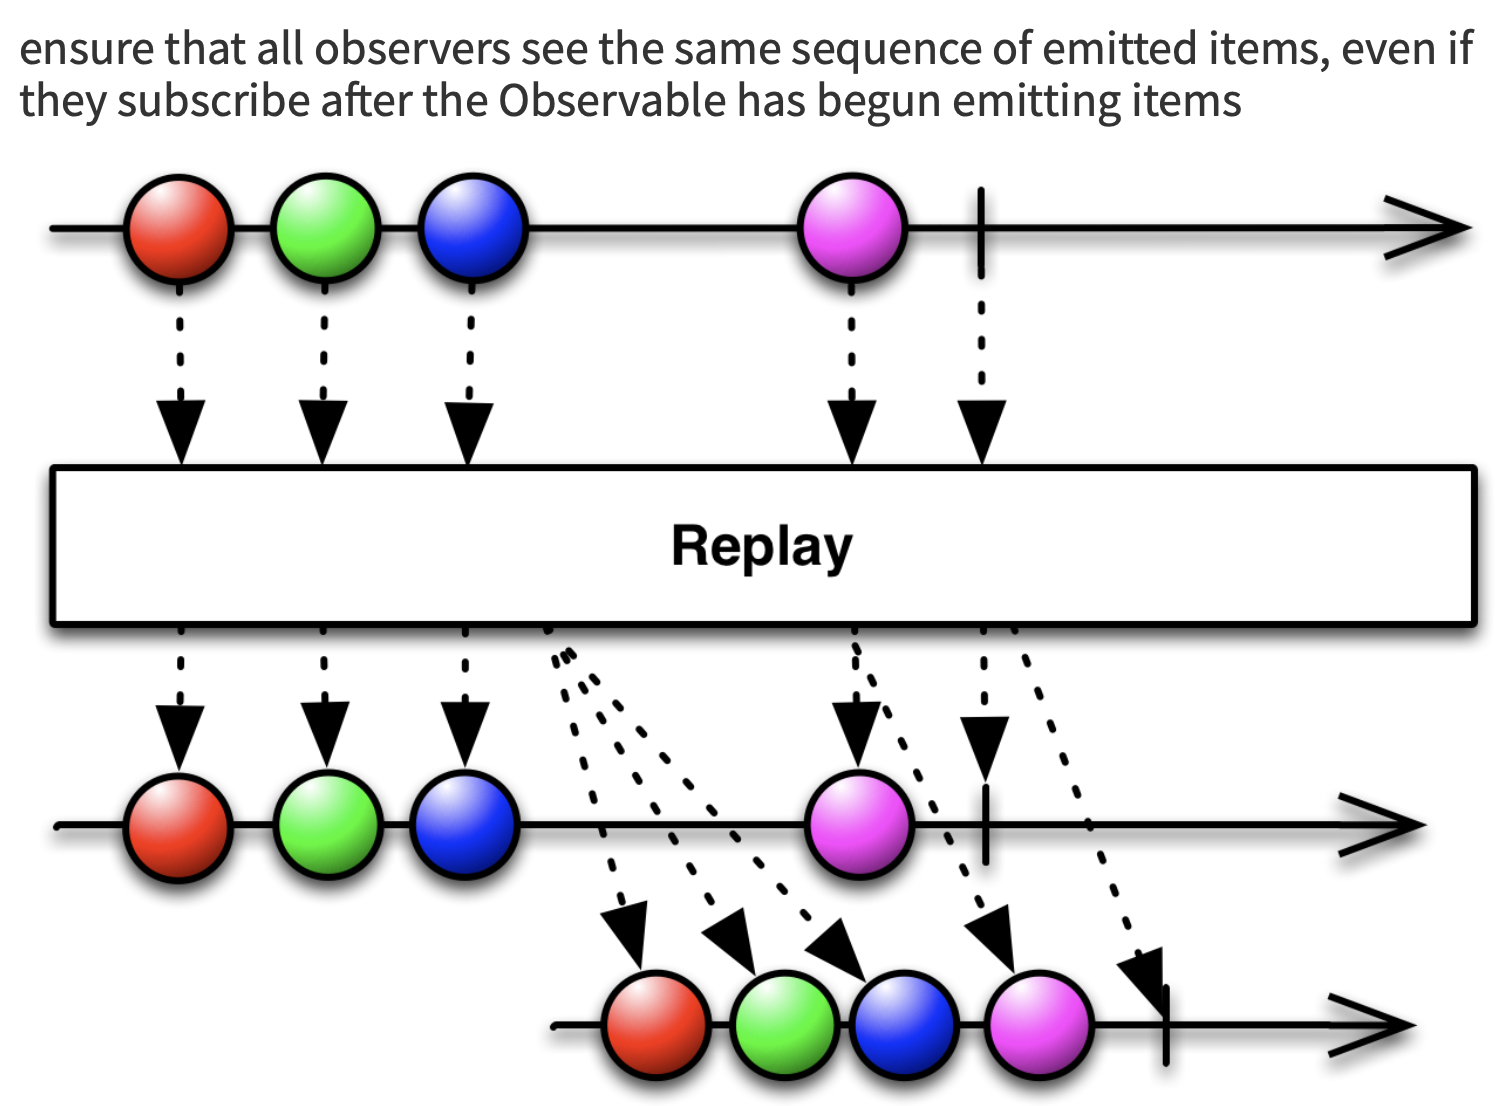 ensure that all observers see the same sequence of emitted items, even if
they subscribe after the Observable has begun emitting items
Replay